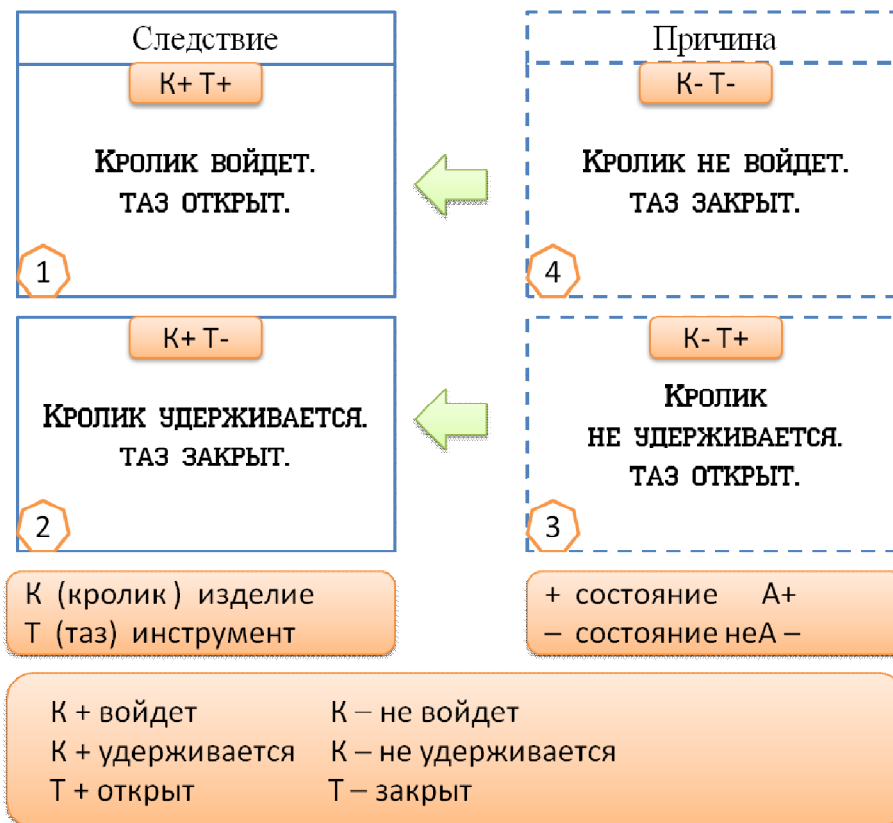 Следствие
К+ Т+
Кролик войдет.
таз открыт.
1
Причина
К- Т-
Кролик не войдет.
таз закрыт.
4
К+ Т-
Кролик удерживается.
таз закрыт.
2
К- Т+
Кролик
не удерживается.
таз открыт.
3
К (кролик ) изделие
Т (таз) инструмент
+ состояние А+
– состояние неА –
К + войдет К – не войдет
К + удерживается К – не удерживается
Т + открыт Т – закрыт